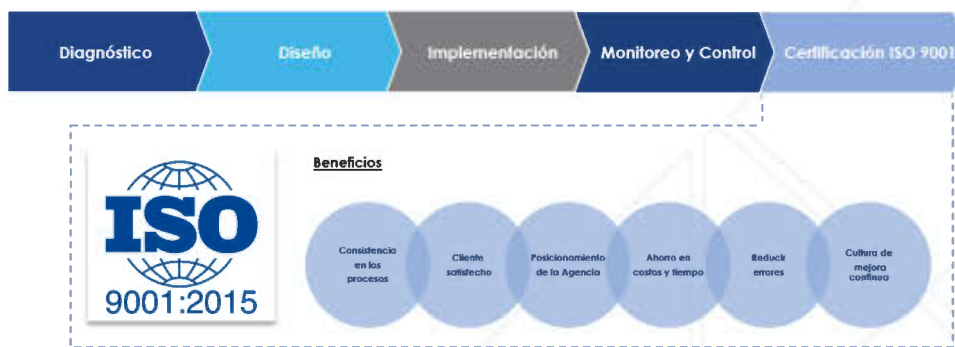 Diagnóstico
Diseño
Implementación
Monitoreo y Control
Certificación ISO 9001
ISO
9001:2015
Beneficios
Consistencia
en los
procesos
Cliente
satisfecho
Posicionamiento
de la Agencia
Ahorro en
costos y tiempo
Reducir
errores
Cultura de
mejora
continua